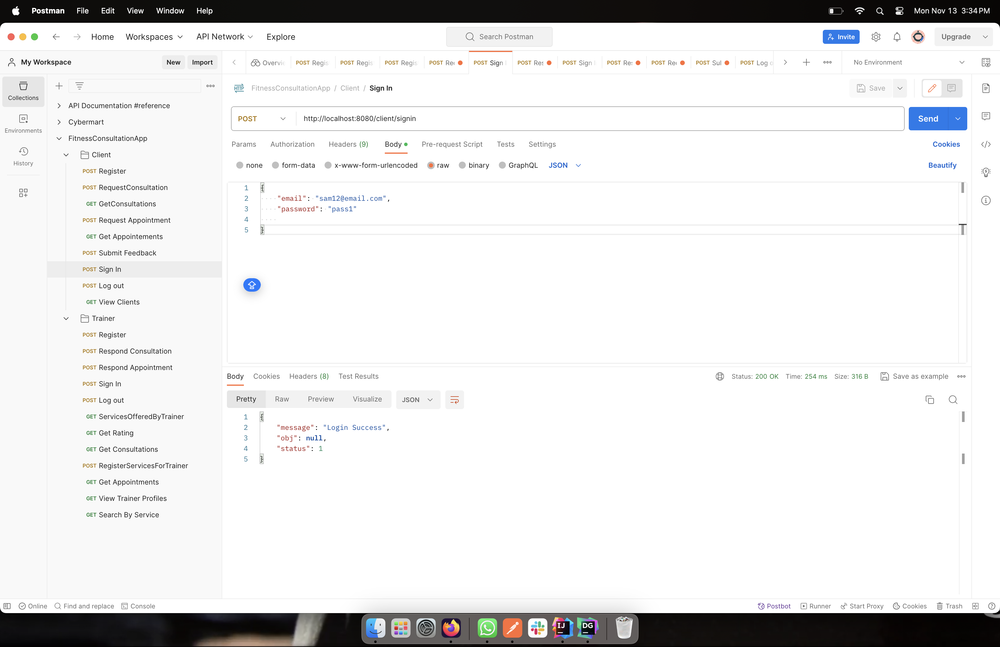 Postman File Edit View Window Help Mon Nov 13 3:34 PM
Home Workspaces API Network Explore Search Postman Invite Upgrade
My Workspace New Import Overvie POST Regis POST Regis POST Regis POST Rec POST Sign I POST Res POST Sign I POST Res POST Rec POST Sul POST Log o No Environment
Collections
Environments
History
API Documentation #reference
Cybermart
FitnessConsultationApp
Client
POST Register
POST RequestConsultation
GET GetConsultations
POST Request Appointment
GET Get Appointements
POST Submit Feedback
POST Sign In
POST Log out
GET View Clients
Trainer
POST Register
POST Respond Consultation
POST Respond Appointment
POST Sign In
POST Log out
GET ServicesOfferedByTrainer
GET Get Rating
GET Get Consultations
POST RegisterServicesForTrainer
GET Get Appointments
GET View Trainer Profiles
GET Search By Service
HTTP FitnessConsultationApp / Client / Sign In Save
POST http://localhost:8080/client/signin Send
Params Authorization Headers (9) Body Pre-request Script Tests Settings Cookies
none form-data x-www-form-urlencoded raw binary GraphQL JSON Beautify
1 {
2 "email": "sam12@email.com",
3 "password": "pass1"
4
5 }
Body Cookies Headers (8) Test Results Status: 200 OK Time: 254 ms Size: 316 B Save as example
Pretty Raw Preview Visualize JSON
1 {
2 "message": "Login Success",
3 "obj": null,
4 "status": 1
5 }
Online Find and replace Console Postbot Runner Start Proxy Cookies Trash
IJ DG